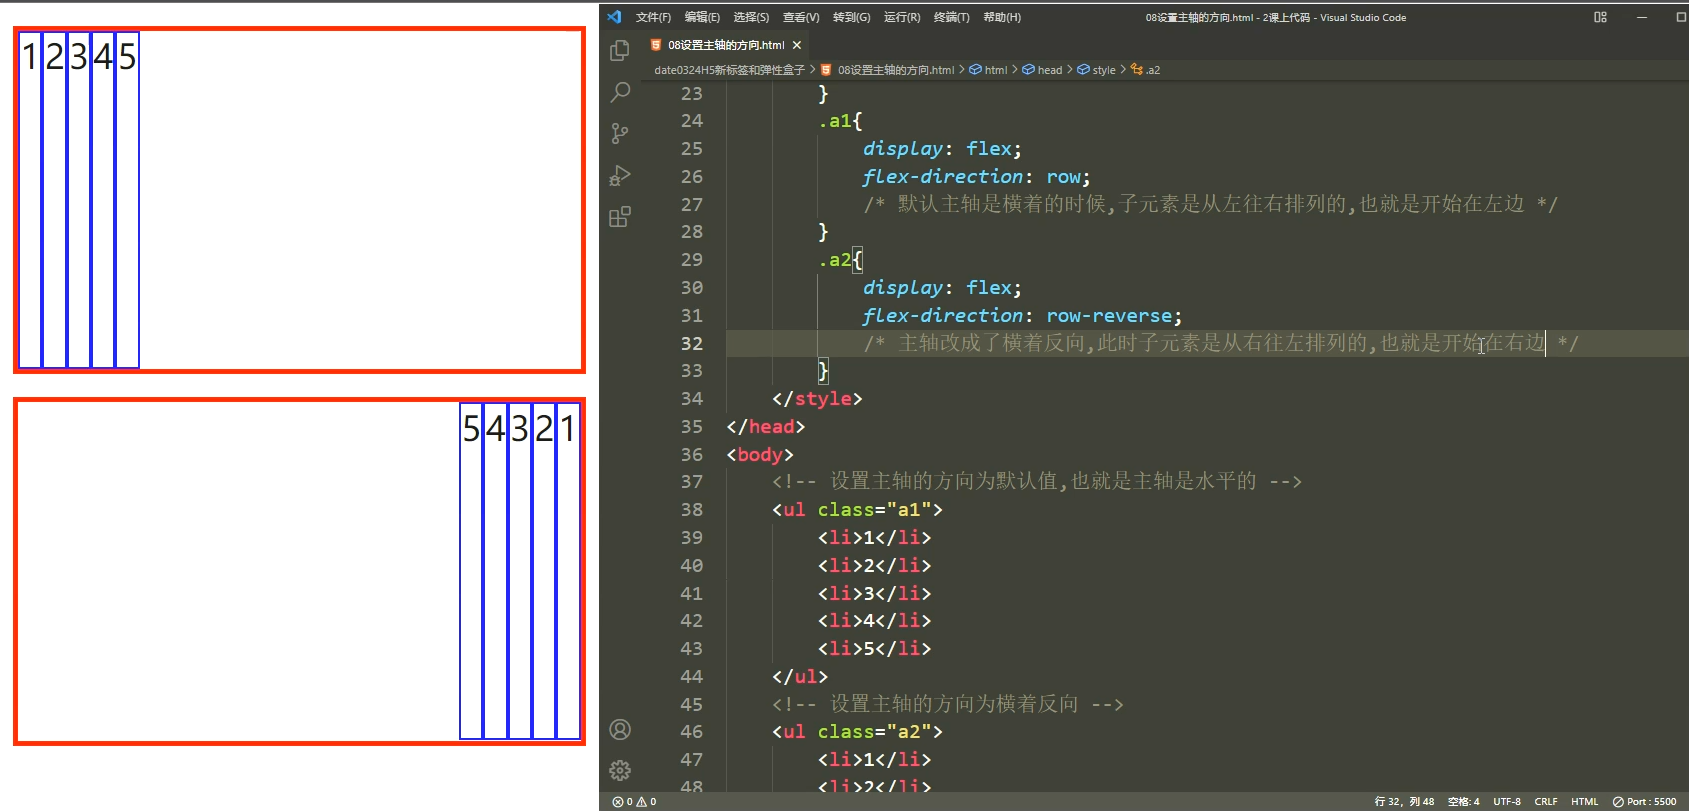 1 2 3 4 5
5 4 3 2 1
文件(F) 编辑(E) 选择(S) 查看(V) 转到(G) 运行(R) 终端(T) 帮助(H) 08设置主轴的方向.html - 2课上代码 - Visual Studio Code
08设置主轴的方向.html ×
date0324H5新标签和弹性盒子 > 08设置主轴的方向.html > html > head > style > .a2
23 }
24 .a1{
25 display: flex;
26 flex-direction: row;
27 /* 默认主轴是横着的时候,子元素是从左往右排列的,也就是开始在左边 */
28 }
29 .a2{
30 display: flex;
31 flex-direction: row-reverse;
32 /* 主轴改成了横着反向,此时子元素是从右往左排列的,也就是开始在右边 */
33 }
34 </style>
35 </head>
36 <body>
37 <!-- 设置主轴的方向为默认值,也就是主轴是水平的 -->
38 <ul class="a1">
39 <li>1</li>
40 <li>2</li>
41 <li>3</li>
42 <li>4</li>
43 <li>5</li>
44 </ul>
45 <!-- 设置主轴的方向为横着反向 -->
46 <ul class="a2">
47 <li>1</li>
48 <li>2</li>
0 0 行 32, 列 48 空格: 4 UTF-8 CRLF HTML Port : 5500